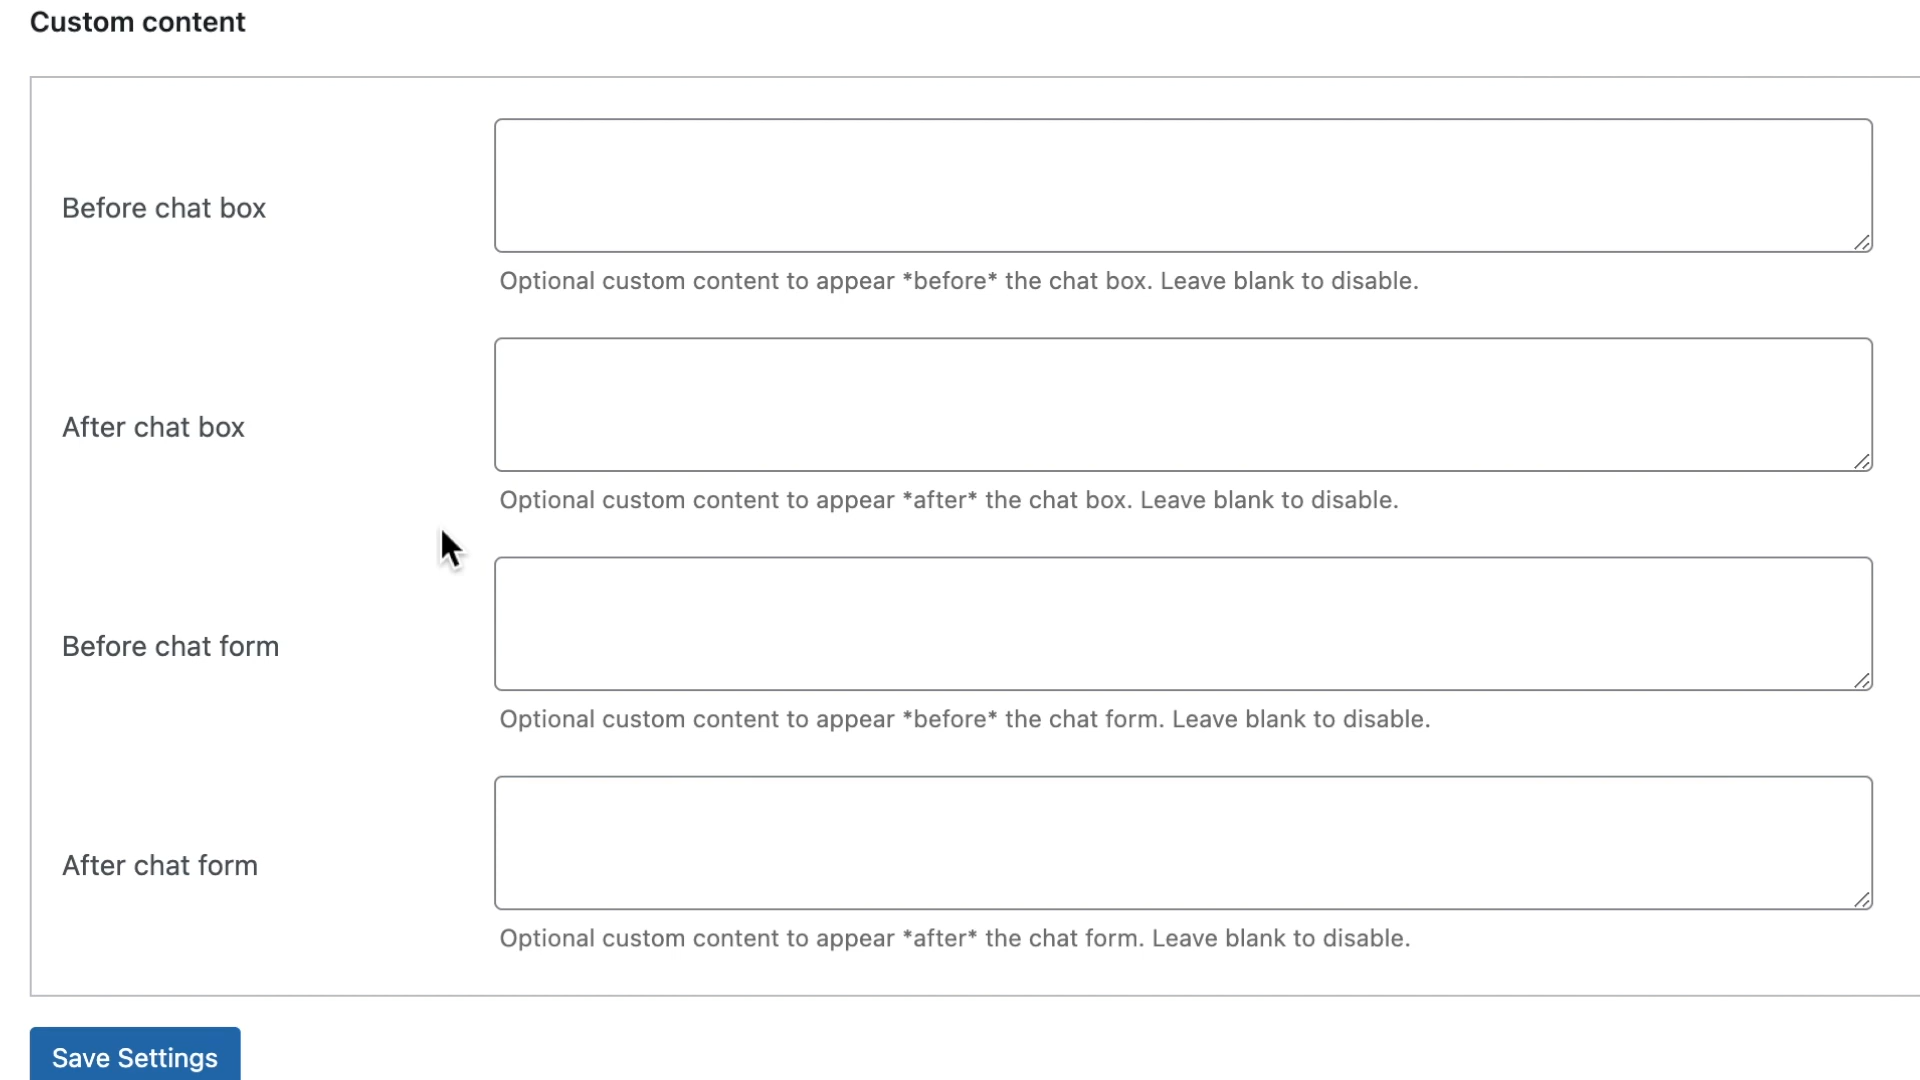 Custom content
Before chat box
Optional custom content to appear *before* the chat box. Leave blank to disable.
After chat box
Optional custom content to appear *after* the chat box. Leave blank to disable.
Before chat form
Optional custom content to appear *before* the chat form. Leave blank to disable.
After chat form
Optional custom content to appear *after* the chat form. Leave blank to disable.
Save Settings